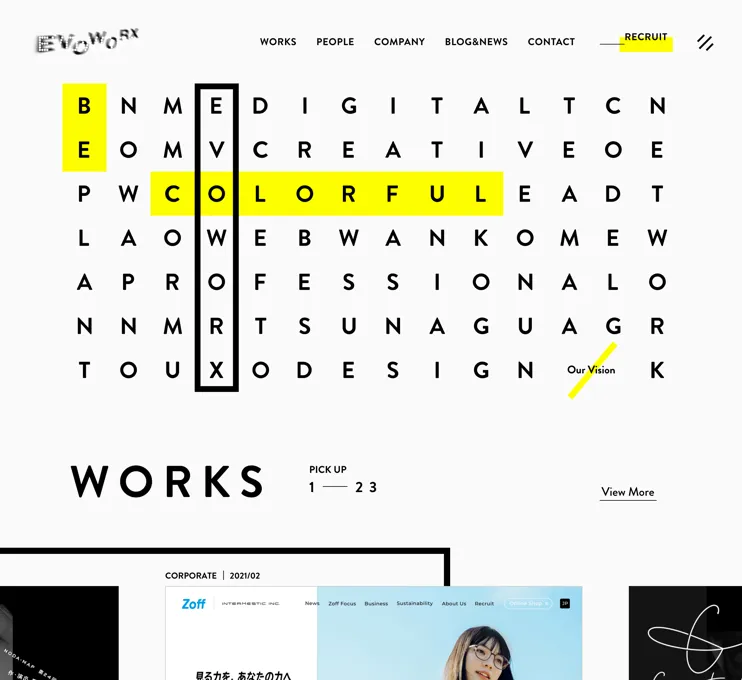 EVOWORX
WORKS PEOPLE COMPANY BLOG&NEWS CONTACT RECRUIT
B N M E D I G I T A L T C N
E O M V C R E A T I V E O E
P W C O L O R F U L E A D T
L A O W E B W A N K O M E W
A P R O F E S S I O N A L O
N N M R T S U N A G U A G R
T O U X O D E S I G N Our Vision K
WORKS
PICK UP
1 — 2 3
View More
CORPORATE | 2021/02
Zoff INTERMESTIC INC. News Zoff Focus Business Sustainability About Us Recruit Online Shop JP
見る力を、あなたの力へ
NODA:MAP